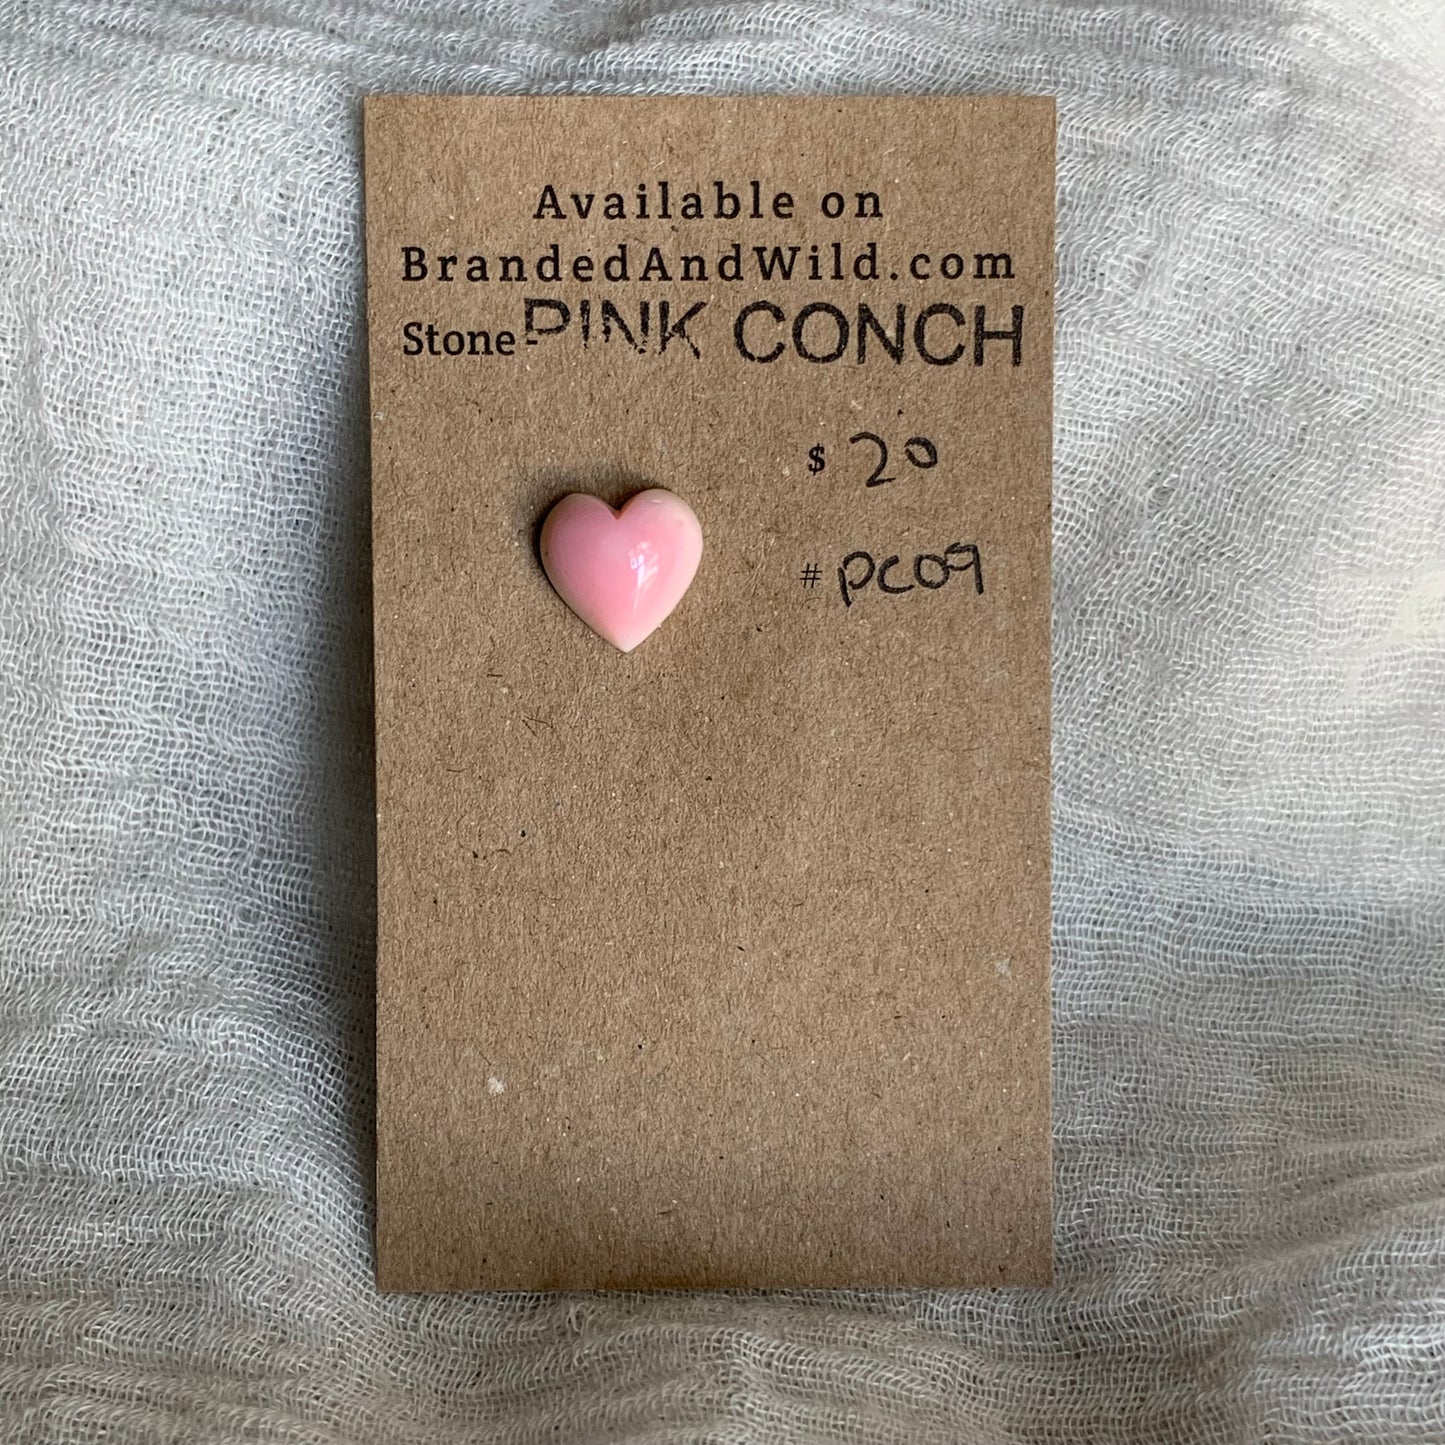 Available on
BrandedAndWild.com
Stone PINK CONCH
$ 20
# PC09